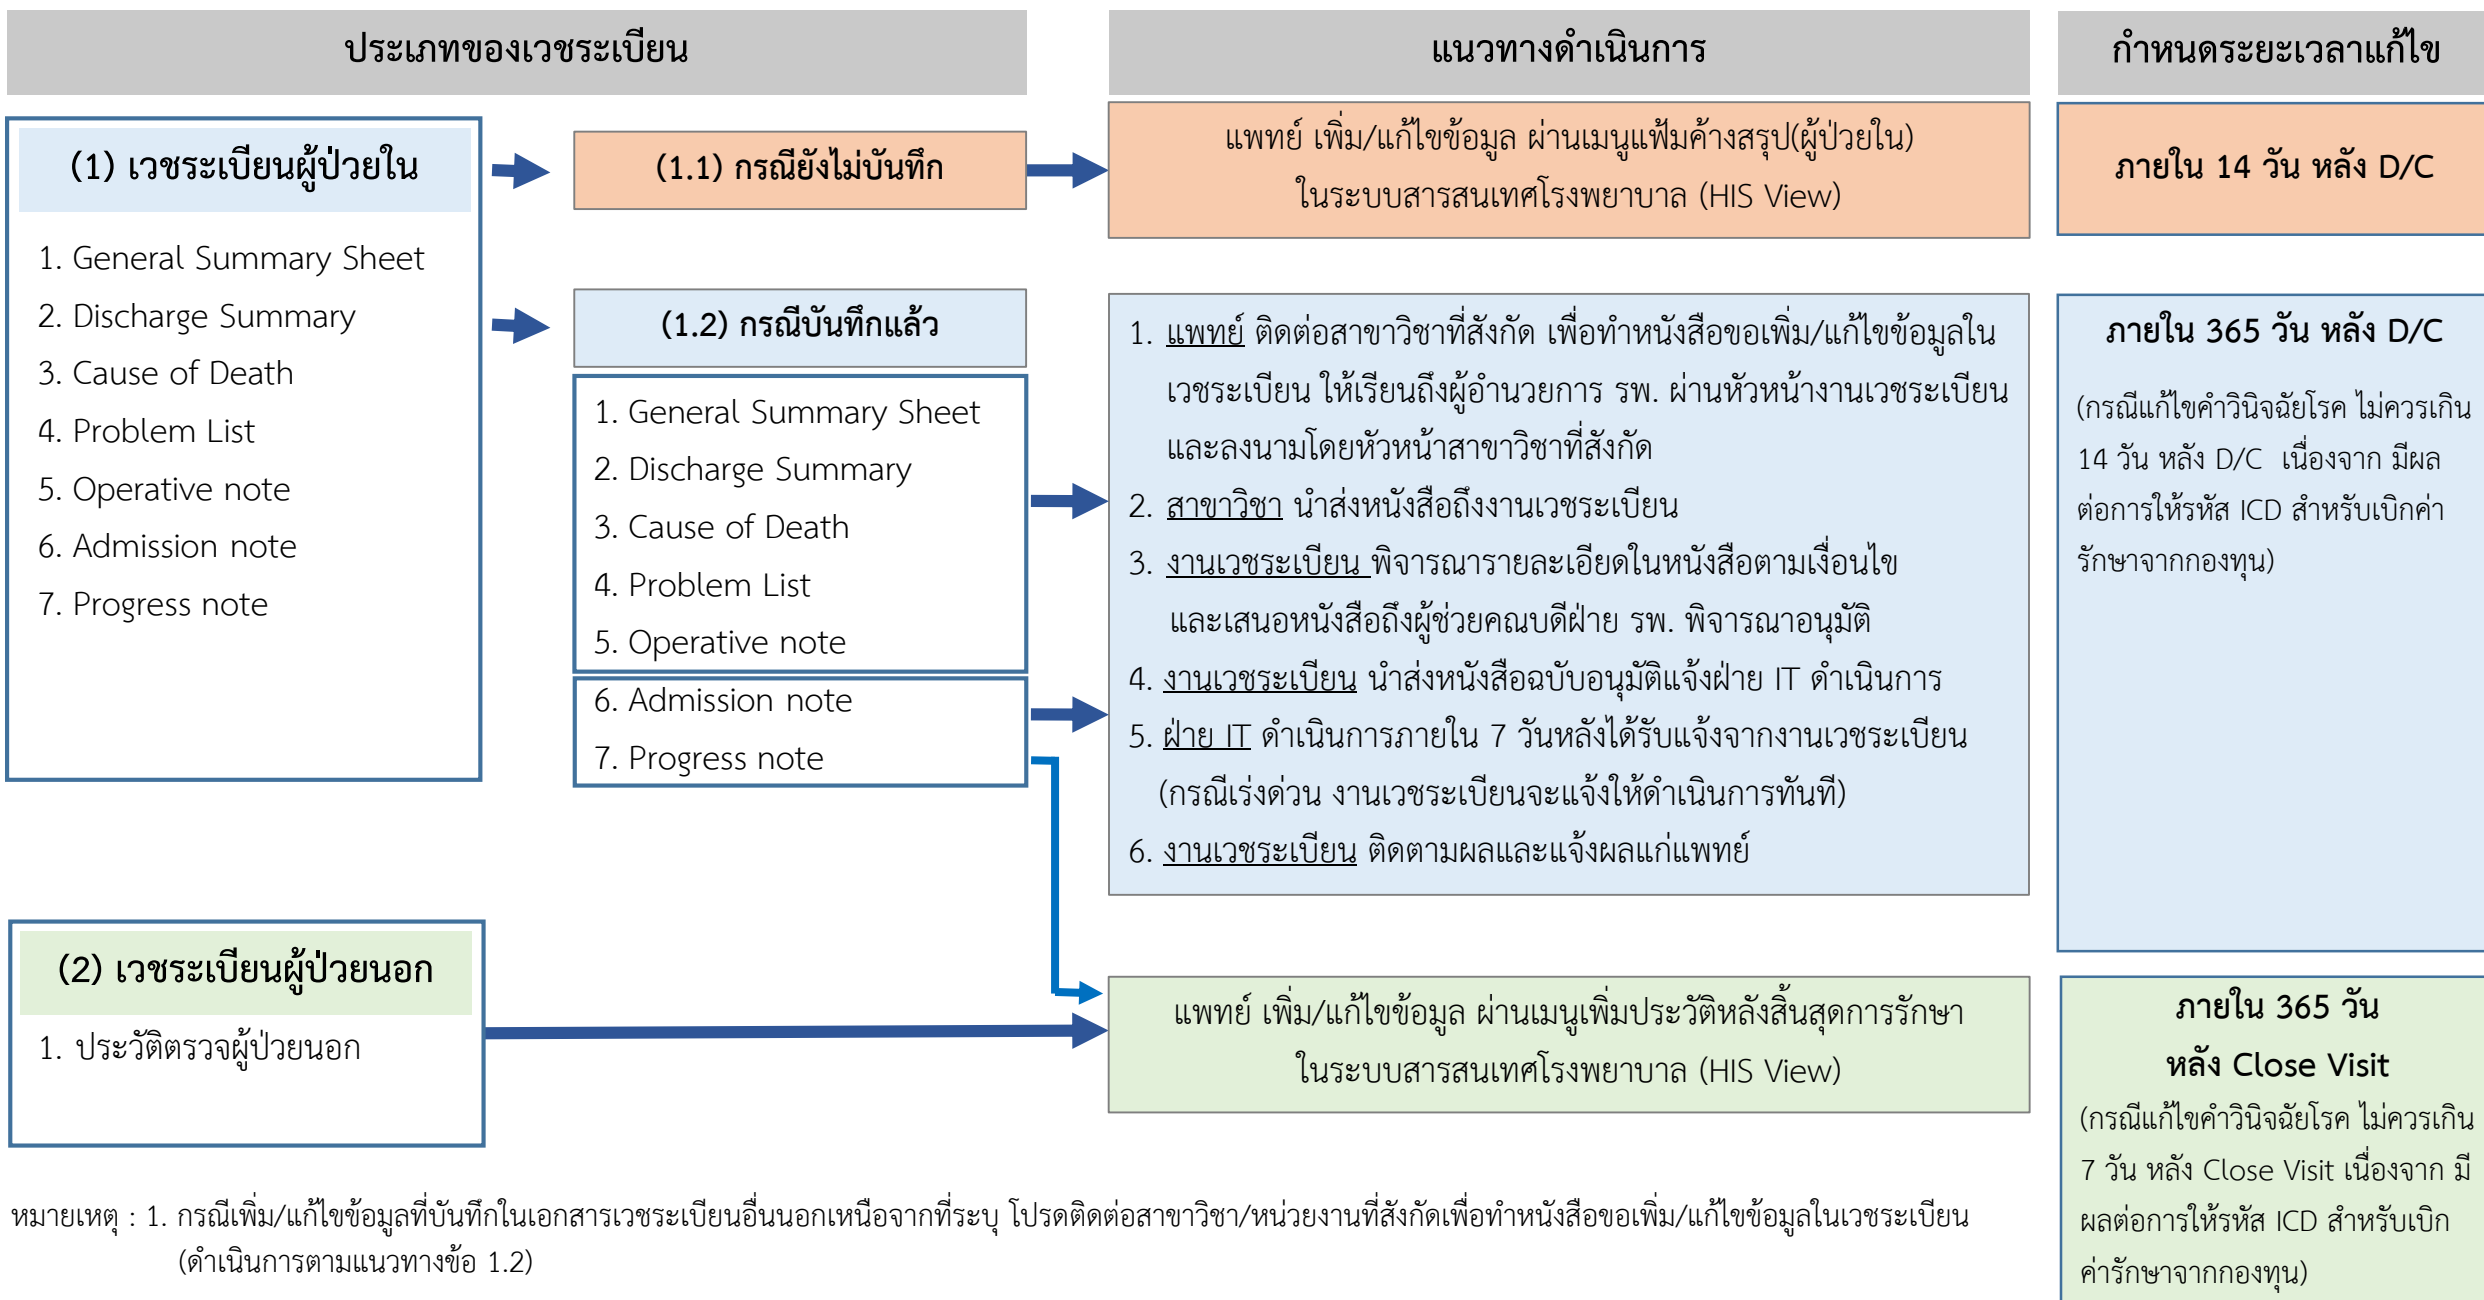 ประเภทของเวชระเบียน
แนวทางดำเนินการ
กำหนดระยะเวลาแก้ไข
(1) เวชระเบียนผู้ป่วยใน
1. General Summary Sheet
2. Discharge Summary
3. Cause of Death
4. Problem List
5. Operative note
6. Admission note
7. Progress note
(1.1) กรณียังไม่บันทึก
แพทย์ เพิ่ม/แก้ไขข้อมูล ผ่านเมนูแฟ้มค้างสรุป(ผู้ป่วยใน)
ในระบบสารสนเทศโรงพยาบาล (HIS View)
ภายใน 14 วัน หลัง D/C
(1.2) กรณีบันทึกแล้ว
1. General Summary Sheet
2. Discharge Summary
3. Cause of Death
4. Problem List
5. Operative note
6. Admission note
7. Progress note
1. แพทย์ ติดต่อสาขาวิชาที่สังกัด เพื่อทำหนังสือขอเพิ่ม/แก้ไขข้อมูลใน
เวชระเบียน ให้เรียนถึงผู้อำนวยการ รพ. ผ่านหัวหน้างานเวชระเบียน
และลงนามโดยหัวหน้าสาขาวิชาที่สังกัด
2. สาขาวิชา นำส่งหนังสือถึงงานเวชระเบียน
3. งานเวชระเบียน พิจารณารายละเอียดในหนังสือตามเงื่อนไข
และเสนอหนังสือถึงผู้ช่วยคณบดีฝ่าย รพ. พิจารณาอนุมัติ
4. งานเวชระเบียน นำส่งหนังสือฉบับอนุมัติแจ้งฝ่าย IT ดำเนินการ
5. ฝ่าย IT ดำเนินการภายใน 7 วันหลังได้รับแจ้งจากงานเวชระเบียน
(กรณีเร่งด่วน งานเวชระเบียนจะแจ้งให้ดำเนินการทันที)
6. งานเวชระเบียน ติดตามผลและแจ้งผลแก่แพทย์
ภายใน 365 วัน หลัง D/C
(กรณีแก้ไขคำวินิจฉัยโรค ไม่ควรเกิน
14 วัน หลัง D/C เนื่องจาก มีผล
ต่อการให้รหัส ICD สำหรับเบิกค่า
รักษาจากกองทุน)
(2) เวชระเบียนผู้ป่วยนอก
1. ประวัติตรวจผู้ป่วยนอก
แพทย์ เพิ่ม/แก้ไขข้อมูล ผ่านเมนูเพิ่มประวัติหลังสิ้นสุดการรักษา
ในระบบสารสนเทศโรงพยาบาล (HIS View)
ภายใน 365 วัน
หลัง Close Visit
(กรณีแก้ไขคำวินิจฉัยโรค ไม่ควรเกิน
7 วัน หลัง Close Visit เนื่องจาก มี
ผลต่อการให้รหัส ICD สำหรับเบิก
ค่ารักษาจากกองทุน)
หมายเหตุ : 1. กรณีเพิ่ม/แก้ไขข้อมูลที่บันทึกในเอกสารเวชระเบียนอื่นนอกเหนือจากที่ระบุ โปรดติดต่อสาขาวิชา/หน่วยงานที่สังกัดเพื่อทำหนังสือขอเพิ่ม/แก้ไขข้อมูลในเวชระเบียน
(ดำเนินการตามแนวทางข้อ 1.2)